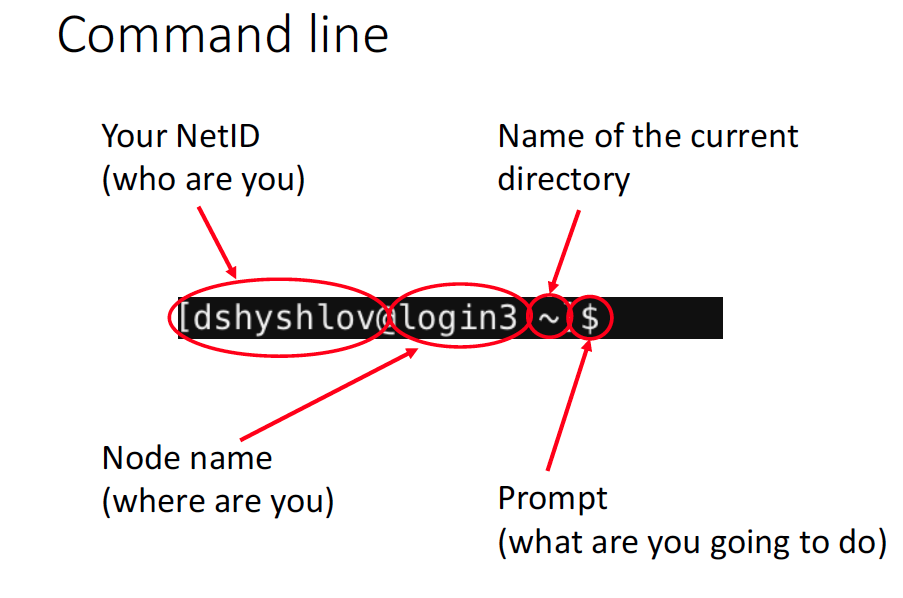 Command line
Your NetID
(who are you)
Name of the current
directory
[dshyshlov@login3 ~]$
Node name
(where are you)
Prompt
(what are you going to do)